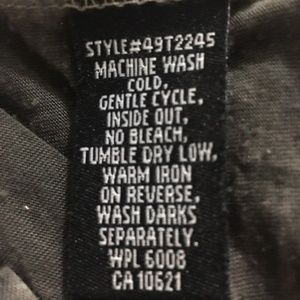 STYLE#49T2245
MACHINE WASH
COLD,
GENTLE CYCLE,
INSIDE OUT,
NO BLEACH,
TUMBLE DRY LOW,
WARM IRON
ON REVERSE,
WASH DARKS
SEPARATELY.
WPL 6008
CA 10621